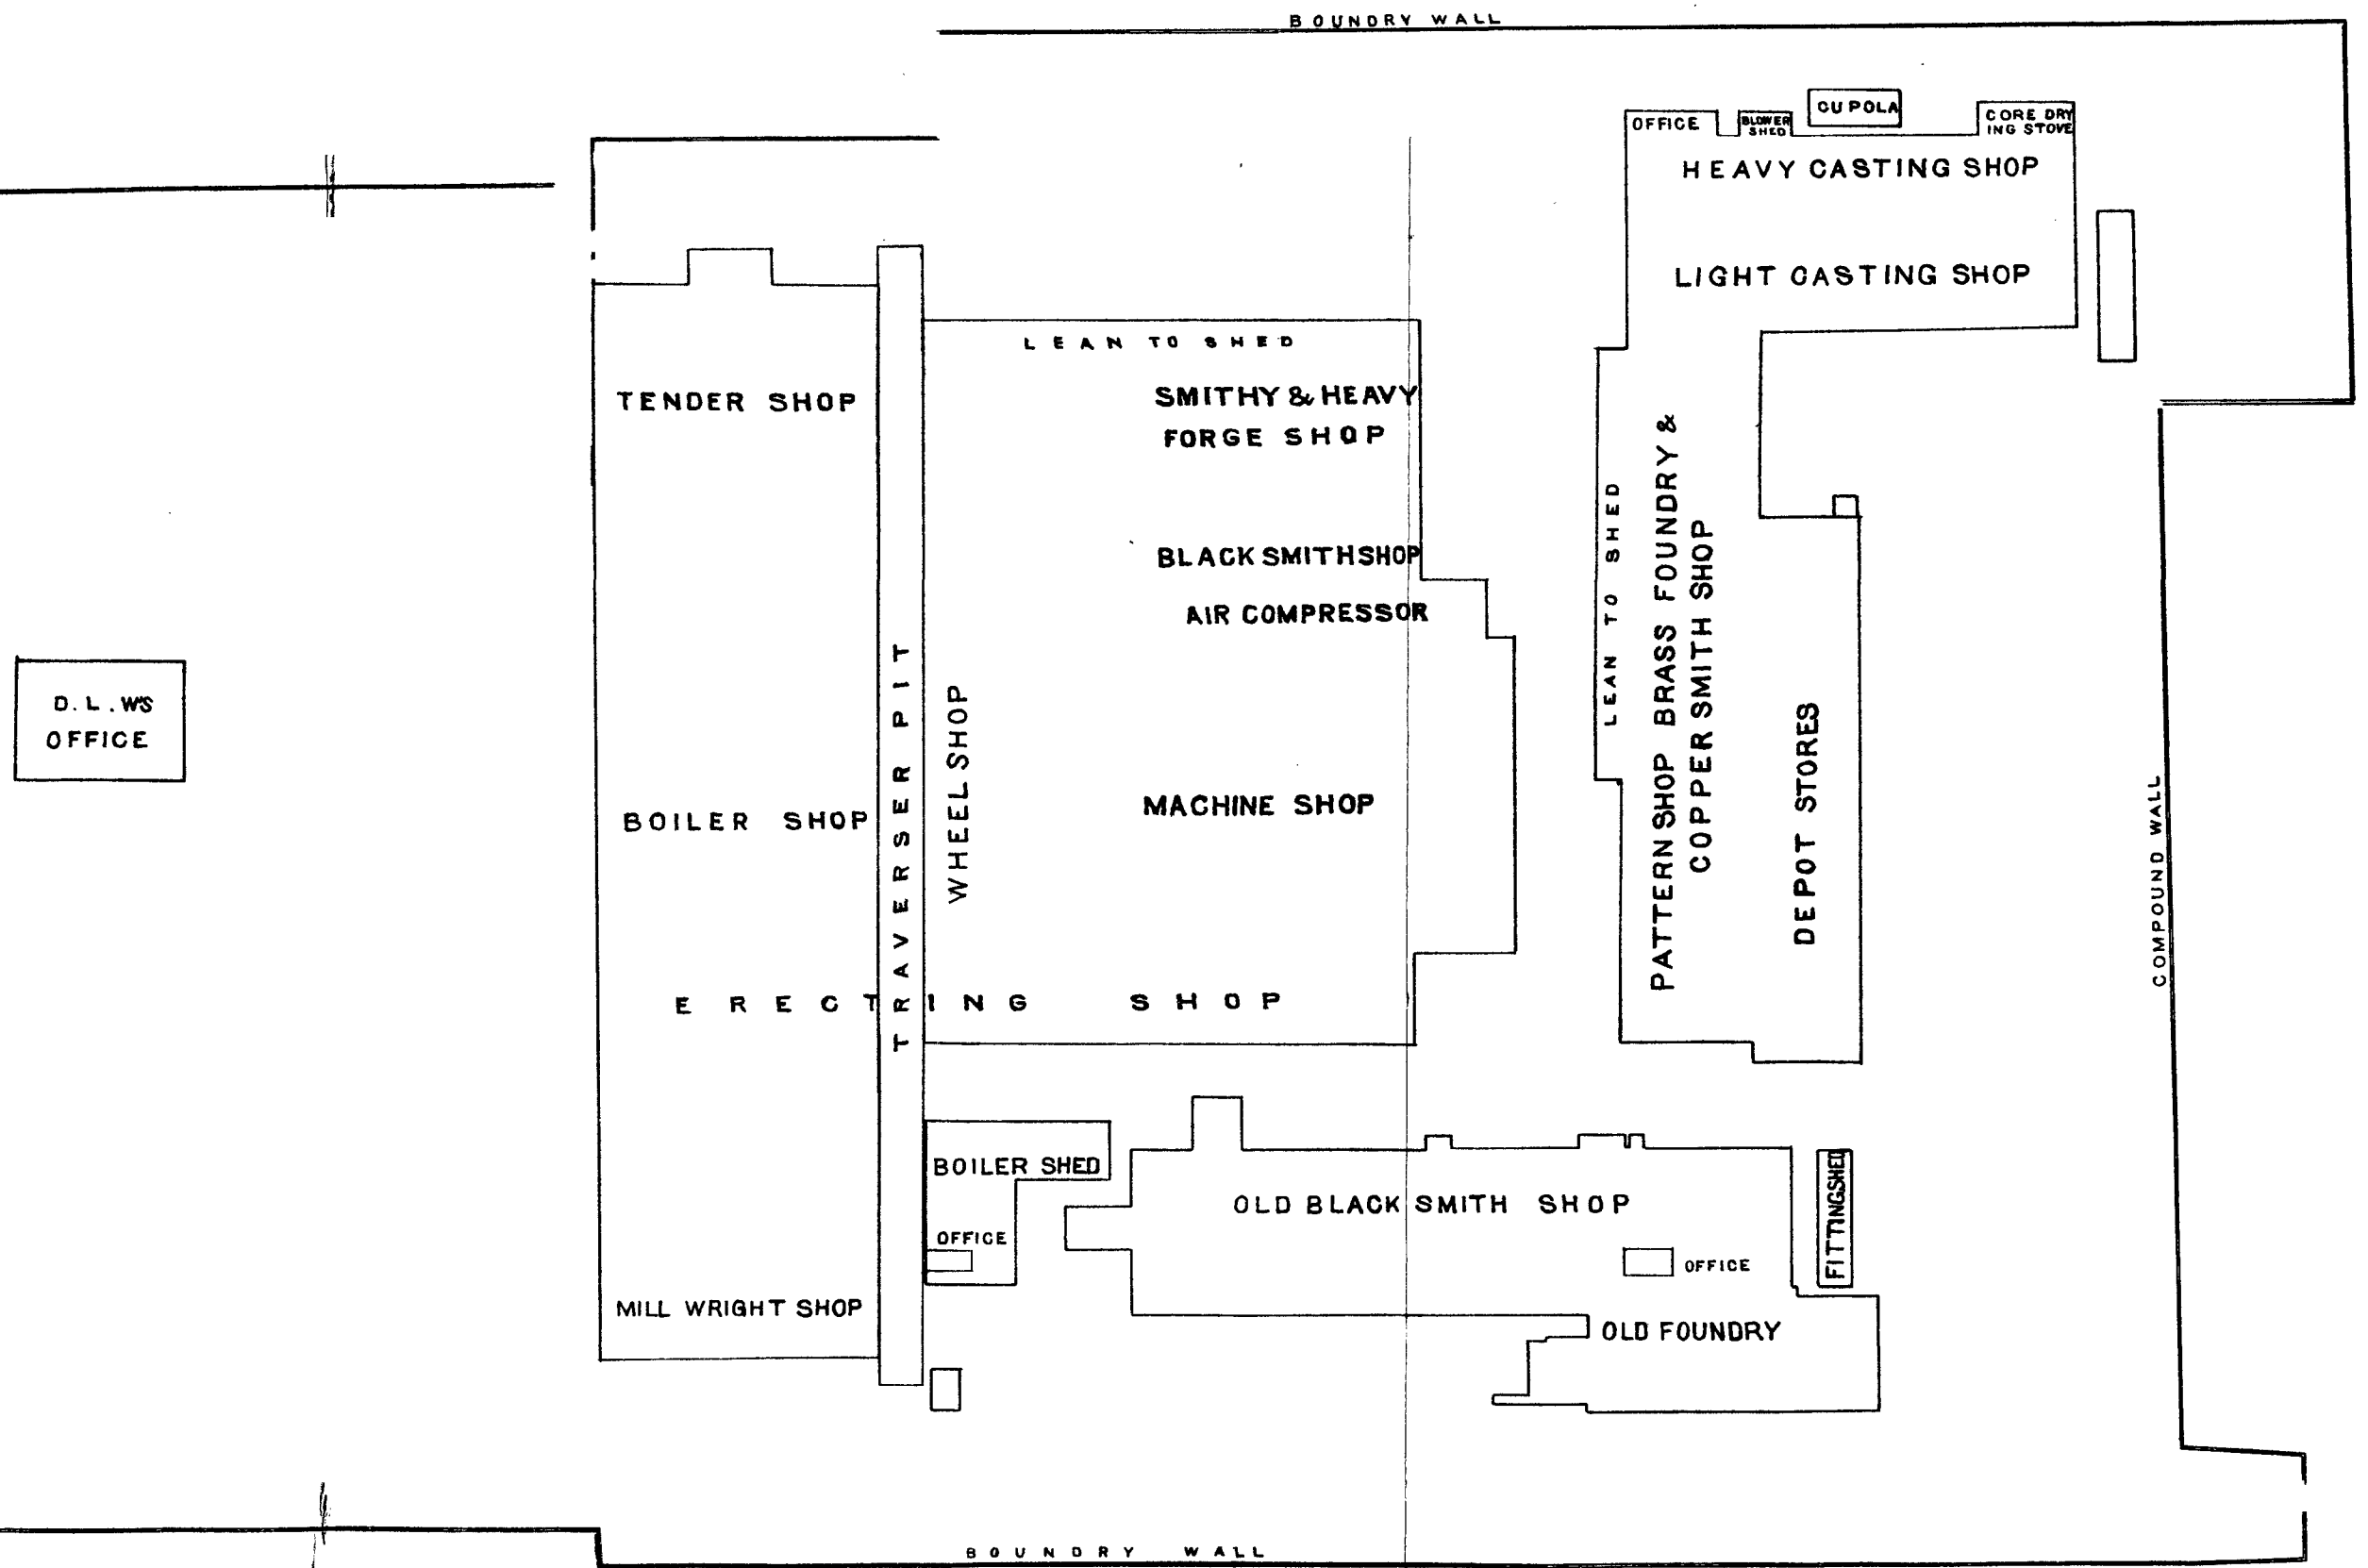 BOUNDRY WALL
OFFICE
BLOWER
SHED
CUPOLA
CORE DRY
ING STOVE
HEAVY CASTING SHOP
LIGHT CASTING SHOP
LEAN TO SHED
TENDER SHOP
SMITHY & HEAVY
FORGE SHOP
BLACK SMITH SHOP
AIR COMPRESSOR
LEAN TO SHED
PATTERN SHOP BRASS FOUNDRY &
COPPER SMITH SHOP
DEPOT STORES
D. L. W'S
OFFICE
TRAVERSER PIT
WHEEL SHOP
BOILER SHOP
MACHINE SHOP
COMPOUND WALL
ERECTING SHOP
BOILER SHED
OFFICE
OLD BLACK SMITH SHOP
OFFICE
FITTINGSHED
MILL WRIGHT SHOP
OLD FOUNDRY
BOUNDRY WALL